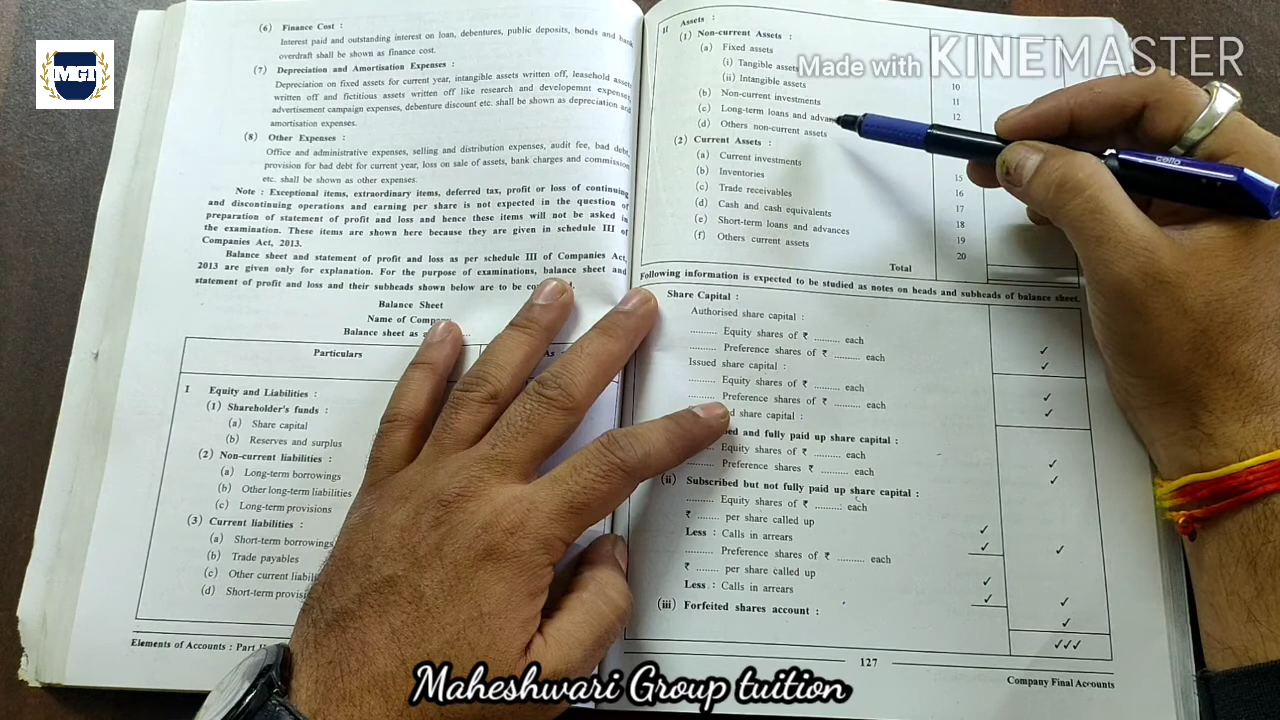 MGI
Made with KINEMASTER
(6) Finance Cost :
Interest paid and outstanding interest on loan, debentures, public deposits, bonds and bank
overdraft shall be shown as finance cost.
(7) Depreciation and Amortisation Expenses :
Depreciation on fixed assets for current year, intangible assets written off, leasehold assets
written off and fictitious assets written off like research and developemnt expenses,
advertisement campaign expenses, debenture discount etc. shall be shown as depreciation and
amortisation expenses.
(8) Other Expenses :
Office and administrative expenses, selling and distribution expenses, audit fee, bad debt,
provision for bad debt for current year, loss on sale of assets, bank charges and commission
etc. shall be shown as other expenses.
Note : Exceptional items, extraordinary items, deferred tax, profit or loss of continuing
and discontinuing operations and earning per share is not expected in the question of
preparation of statement of profit and loss and hence these items will not be asked in
the examination. These items are shown here because they are given in schedule III of
Companies Act, 2013.
Balance sheet and statement of profit and loss as per schedule III of Companies Act,
2013 are given only for explanation. For the purpose of examinations, balance sheet and
statement of profit and loss and their subheads shown below are to be
Balance Sheet
Name of
Balance sheet as
Particulars As
I Equity and Liabilities :
(1) Shareholder's funds :
(a) Share capital
(b) Reserves and surplus
(2) Non-current liabilities :
(a) Long-term borrowings
(b) Other long-term liabilities
(c) Long-term provisions
(3) Current liabilities :
(a) Short-term borrowings
(b) Trade payables
(c) Other current
(d) Short-term
Elements of Accounts : Part
II Assets :
(1) Non-current Assets :
(a) Fixed assets
(i) Tangible assets
(ii) Intangible assets 10
(b) Non-current investments 11
(c) Long-term loans and 12
(d) Others non-current assets
(2) Current Assets :
(a) Current investments 15
(b) Inventories 16
(c) Trade receivables 17
(d) Cash and cash equivalents 18
(e) Short-term loans and advances 19
(f) Others current assets 20
Total
Following information is expected to be studied as notes on heads and subheads of balance sheet.
Share Capital :
Authorised share capital :
.......... Equity shares of ₹ .......... each ✓
.......... Preference shares of ₹ .......... each ✓
Issued share capital :
.......... Equity shares of ₹ .......... each ✓
.......... Preference shares of ₹ .......... each ✓
share capital :
and fully paid up share capital :
Equity shares of ₹ .......... each ✓
.......... Preference shares ₹ .......... each ✓
(ii) Subscribed but not fully paid up share capital :
.......... Equity shares of ₹ .......... each
₹ ........ per share called up ✓
Less : Calls in arrears ✓ ✓
.......... Preference shares of ₹ .......... each
₹ ........ per share called up ✓
Less : Calls in arrears ✓ ✓
(iii) Forfeited shares account : ✓
✓✓✓
127
Company Final Accounts
cello
Maheshwari Group tuition